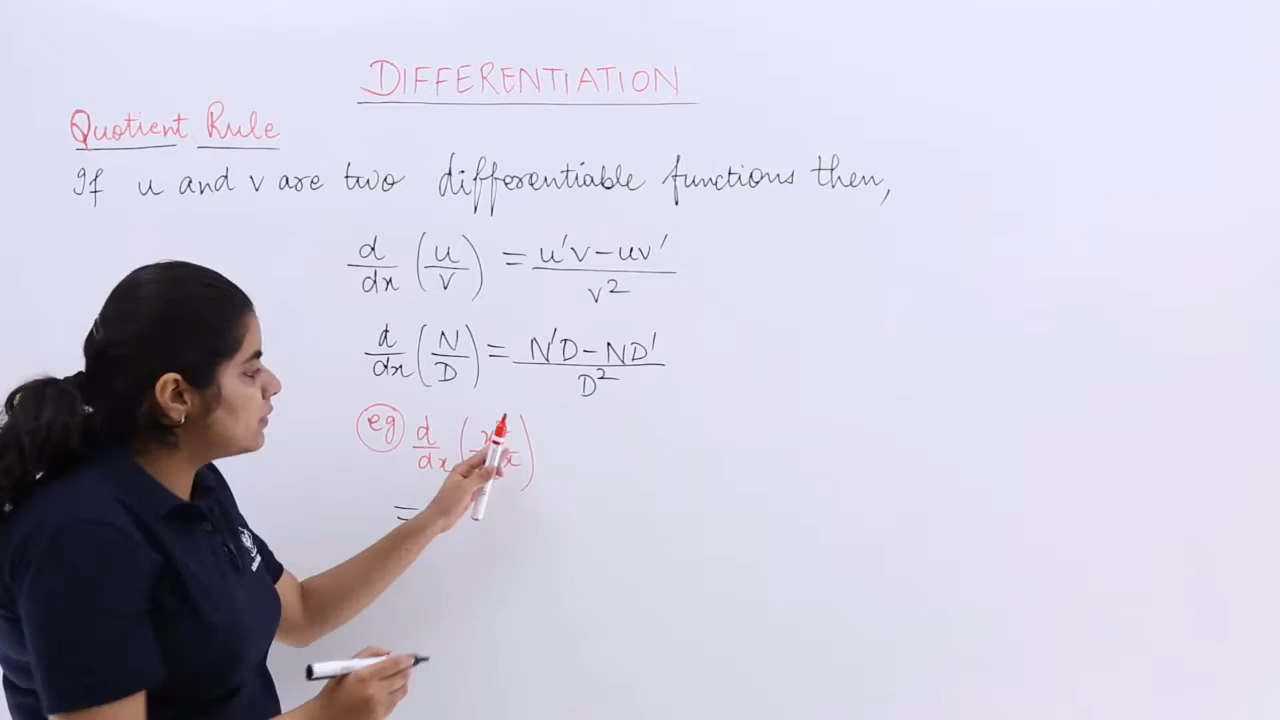 DIFFERENTIATION
Quotient Rule
If u and v are two differentiable functions then,
d/dx (u/v) = (u'v - uv')/v²
d/dx (N/D) = (N'D - ND')/D²
eg d/dx (
=